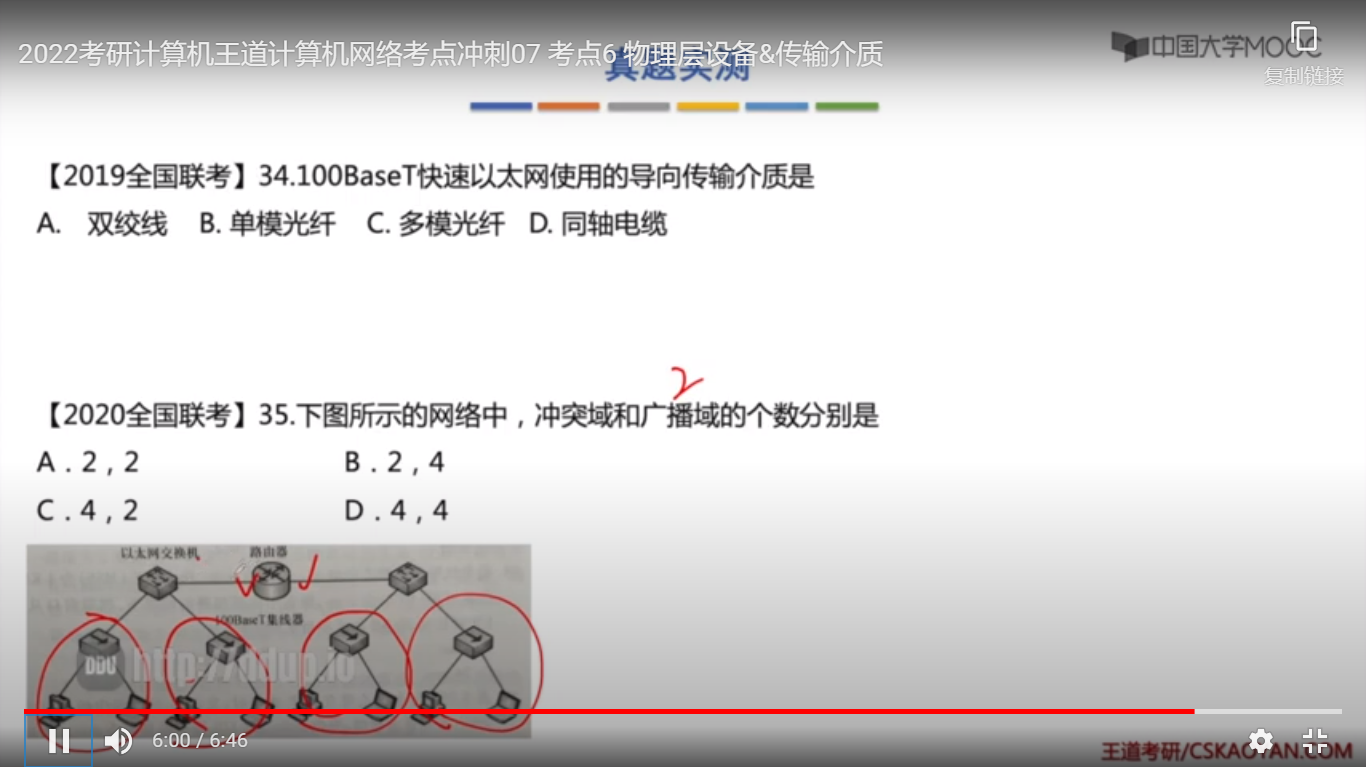 2022考研计算机王道计算机网络考点冲刺07 考点6 物理层设备&传输介质
中国大学MOOC
复制链接
真题实测
【2019全国联考】34.100BaseT快速以太网使用的导向传输介质是
A. 双绞线 B. 单模光纤 C. 多模光纤 D. 同轴电缆
2
【2020全国联考】35.下图所示的网络中，冲突域和广播域的个数分别是
A . 2 , 2 B . 2 , 4
C . 4 , 2 D . 4 , 4
以太网交换机 路由器
100BaseT集线器
DDU http://ddup.io
6:00 / 6:46
王道考研/CSKAOYAN.COM